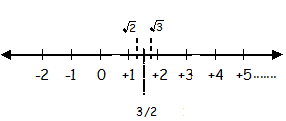 √2 √3
-2 -1 0 +1 +2 +3 +4 +5.......
3/2